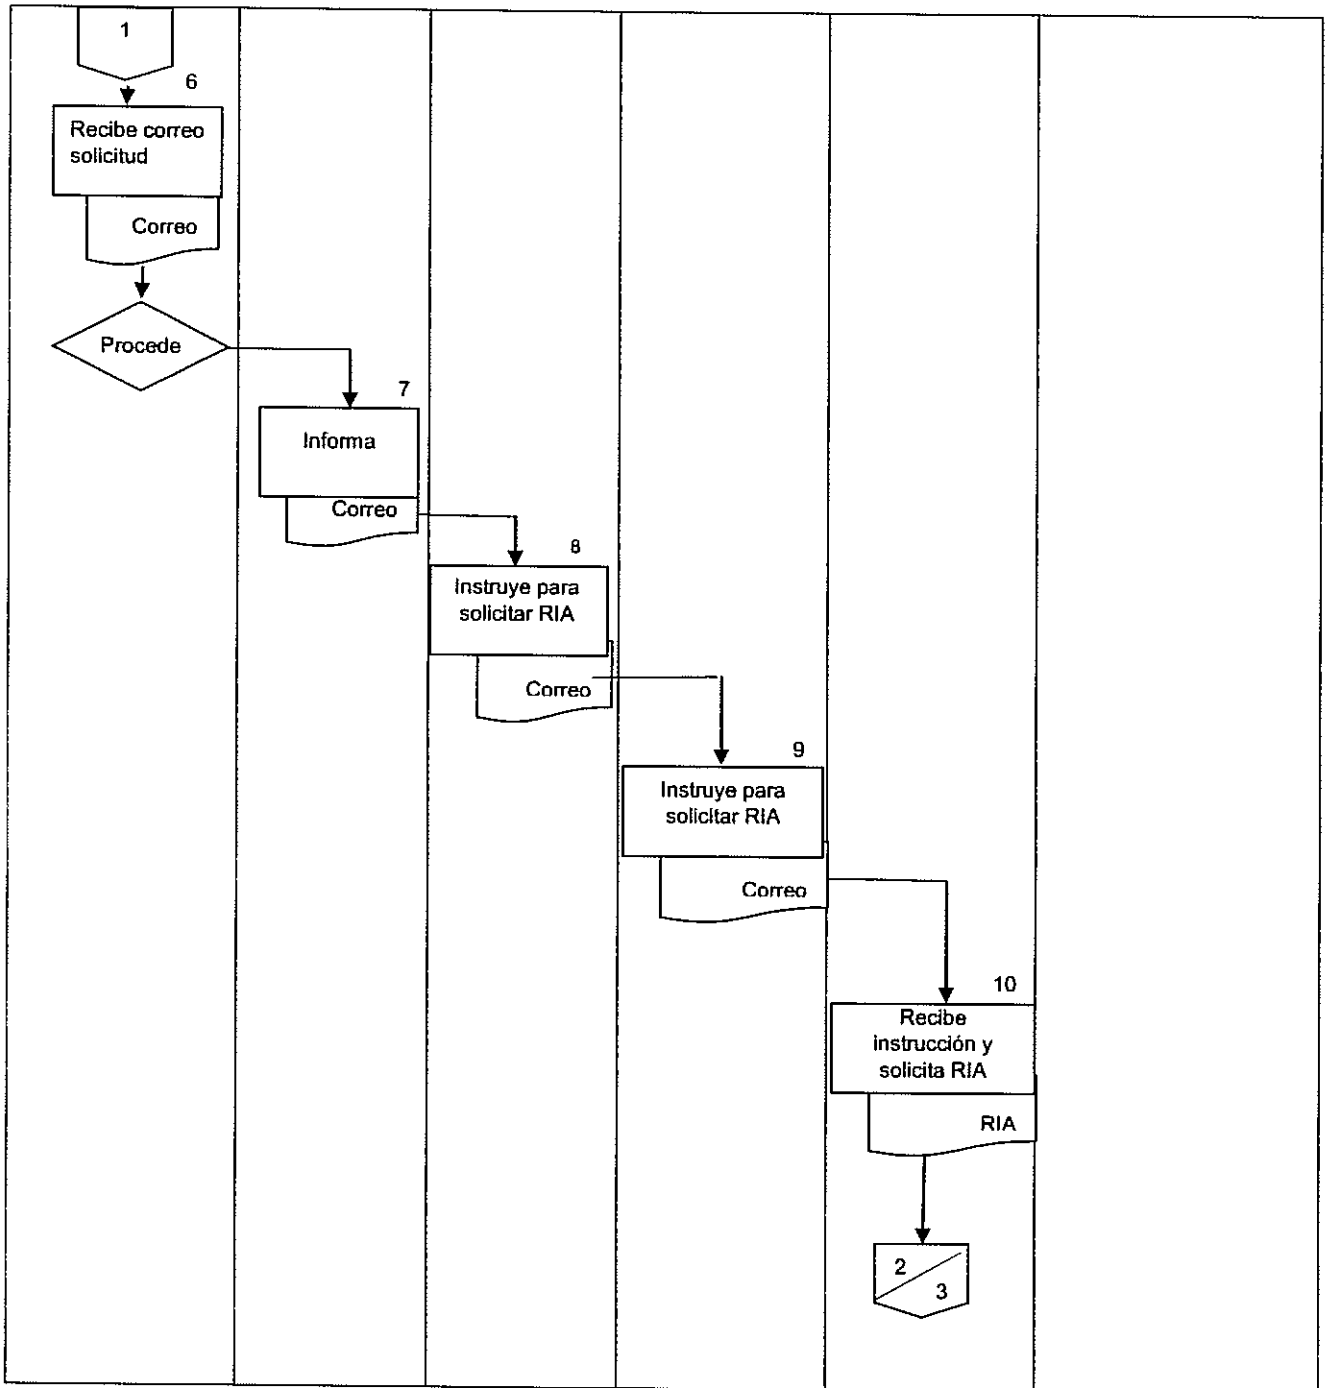 1
6
Recibe correo
solicitud
Correo
Procede
7
Informa
Correo
8
Instruye para
solicitar RIA
Correo
9
Instruye para
solicitar RIA
Correo
10
Recibe
instrucción y
solicita RIA
RIA
2
3